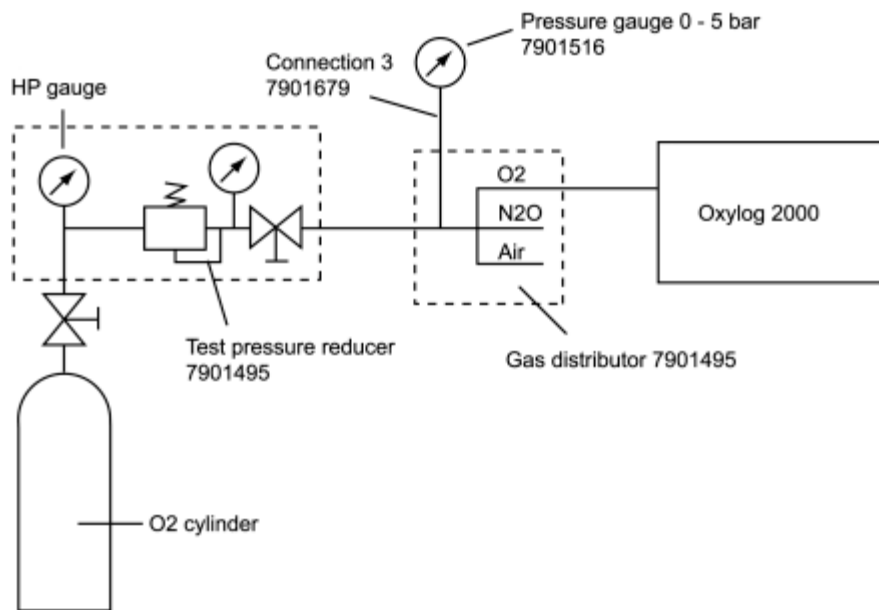 Pressure gauge 0 - 5 bar
7901516
Connection 3
7901679
HP gauge
O2
N2O
Air
Oxylog 2000
Test pressure reducer
7901495
Gas distributor 7901495
O2 cylinder